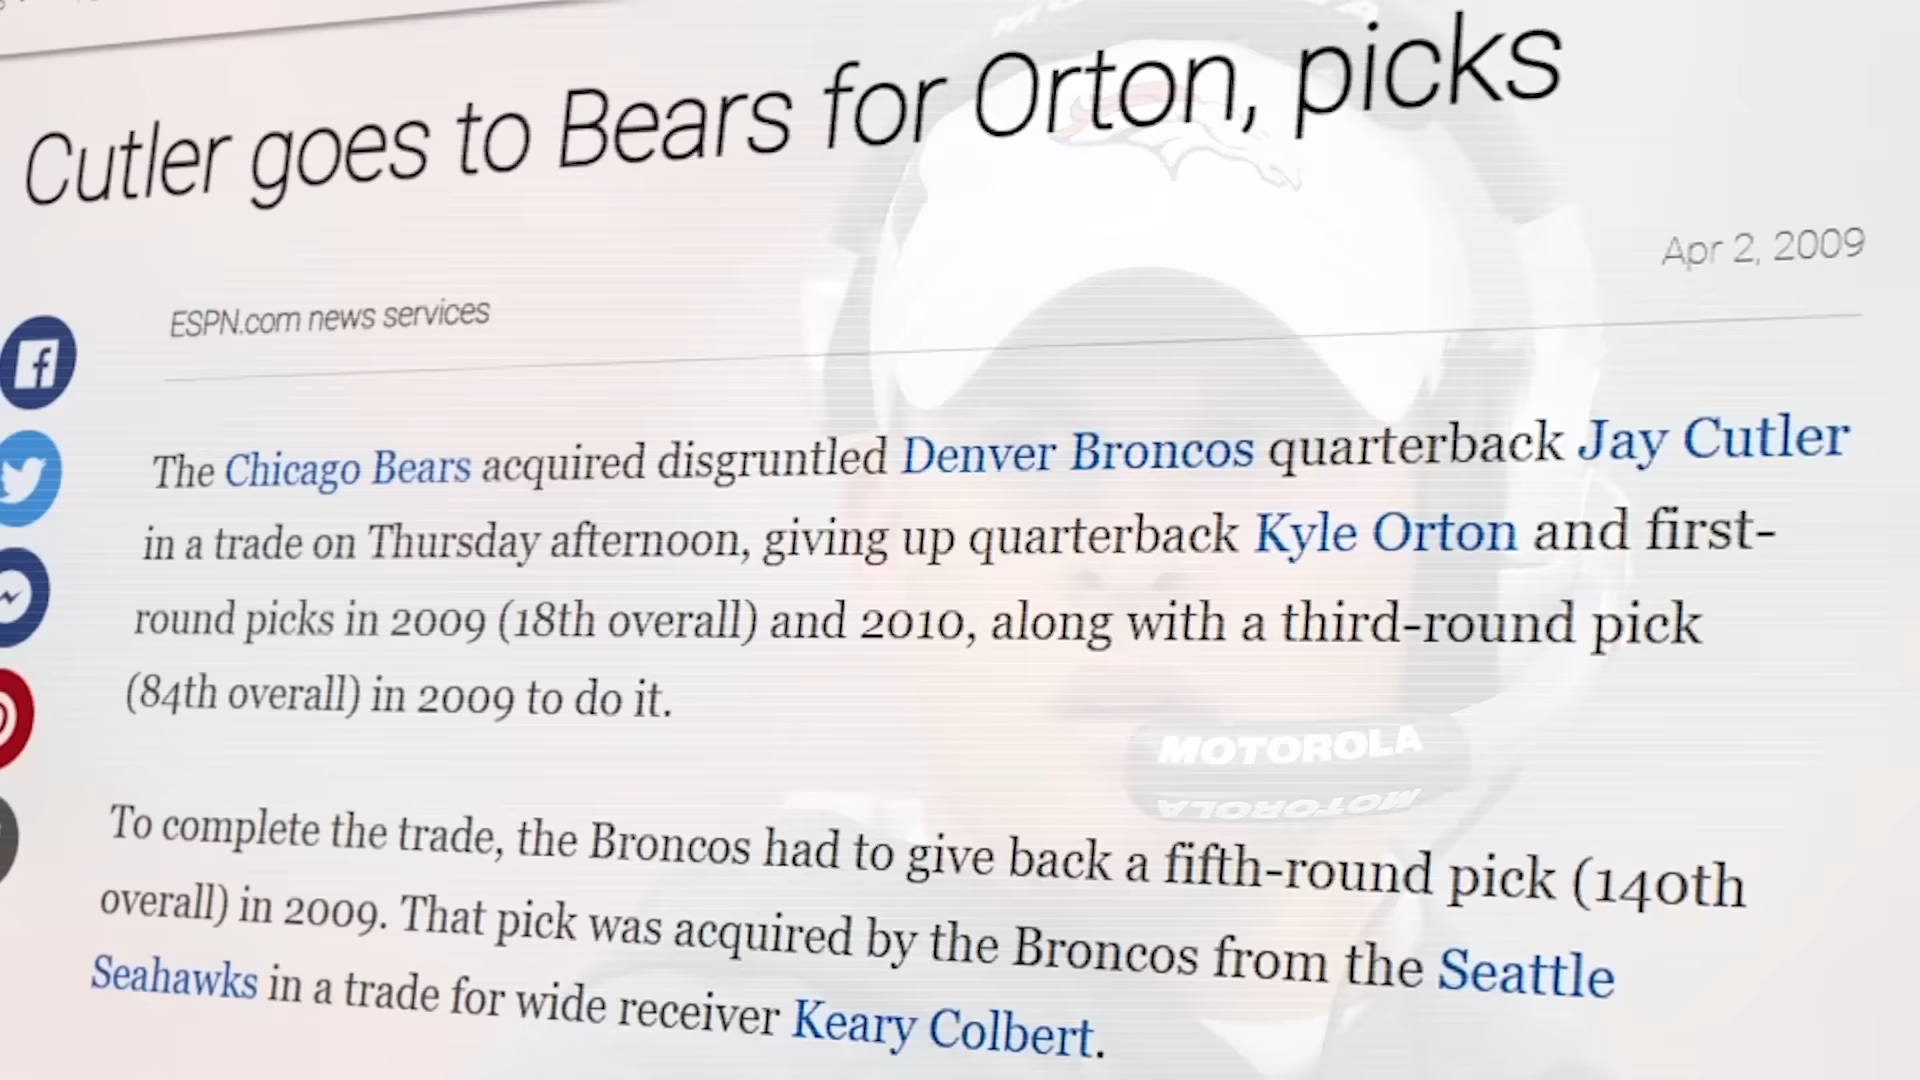 Cutler goes to Bears for Orton, picks
Apr 2, 2009
ESPN.com news services
The Chicago Bears acquired disgruntled Denver Broncos quarterback Jay Cutler
in a trade on Thursday afternoon, giving up quarterback Kyle Orton and first-
round picks in 2009 (18th overall) and 2010, along with a third-round pick
(84th overall) in 2009 to do it.
MOTOROLA
MOTOROLA
To complete the trade, the Broncos had to give back a fifth-round pick (140th
overall) in 2009. That pick was acquired by the Broncos from the Seattle
Seahawks in a trade for wide receiver Keary Colbert.